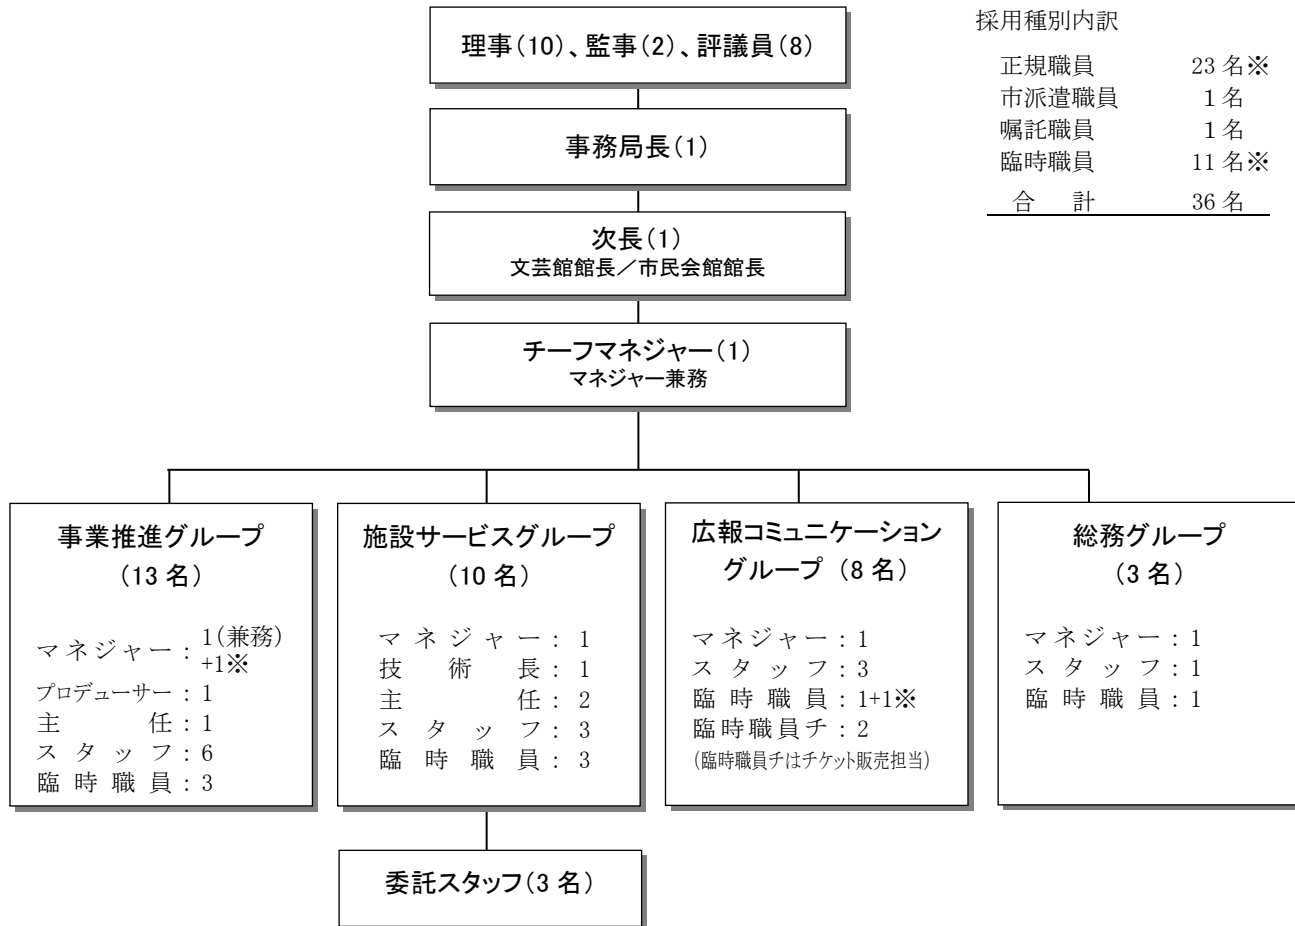 理事(10)、監事(2)、評議員(8)
事務局長(1)
次長(1)
文芸館館長／市民会館館長
チーフマネジャー(1)
マネジャー兼務
採用種別内訳
正規職員 23 名※
市派遣職員 1 名
嘱託職員 1 名
臨時職員 11 名※
合 計 36 名
事業推進グループ
(13 名)
マネジャー : 1(兼務)
+1※
プロデューサー : 1
主 任 : 1
スタッフ : 6
臨時職員 : 3
施設サービスグループ
(10 名)
マネジャー : 1
技術長 : 1
主 任 : 2
スタッフ : 3
臨時職員 : 3
委託スタッフ(3 名)
広報コミュニケーション
グループ (8 名)
マネジャー : 1
スタッフ : 3
臨時職員 : 1+1※
臨時職員チ : 2
(臨時職員チはチケット販売担当)
総務グループ
(3 名)
マネジャー : 1
スタッフ : 1
臨時職員 : 1